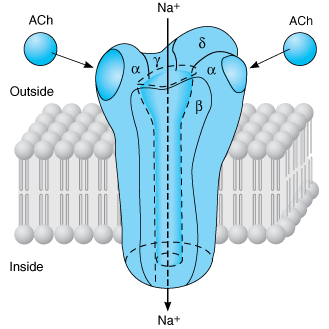 Na+
ACh
ACh
δ
γ
α
α
Outside
β
Inside
Na+